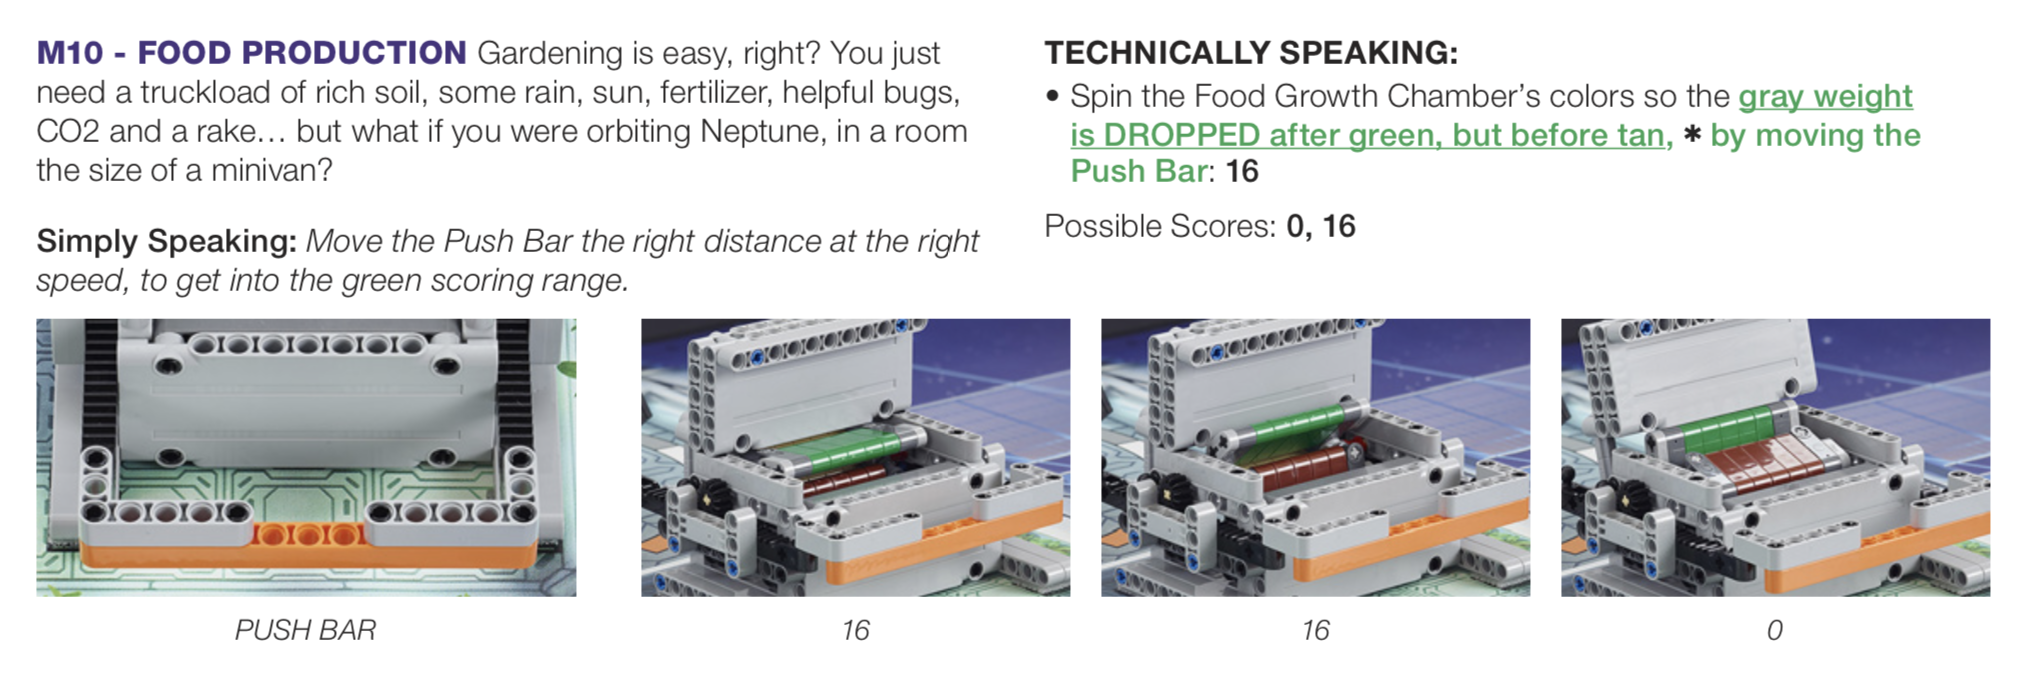 M10 - FOOD PRODUCTION Gardening is easy, right? You just
need a truckload of rich soil, some rain, sun, fertilizer, helpful bugs,
CO2 and a rake… but what if you were orbiting Neptune, in a room
the size of a minivan?
Simply Speaking: Move the Push Bar the right distance at the right
speed, to get into the green scoring range.
TECHNICALLY SPEAKING:
• Spin the Food Growth Chamber’s colors so the gray weight
is DROPPED after green, but before tan, * by moving the
Push Bar: 16
Possible Scores: 0, 16
PUSH BAR
16
16
0